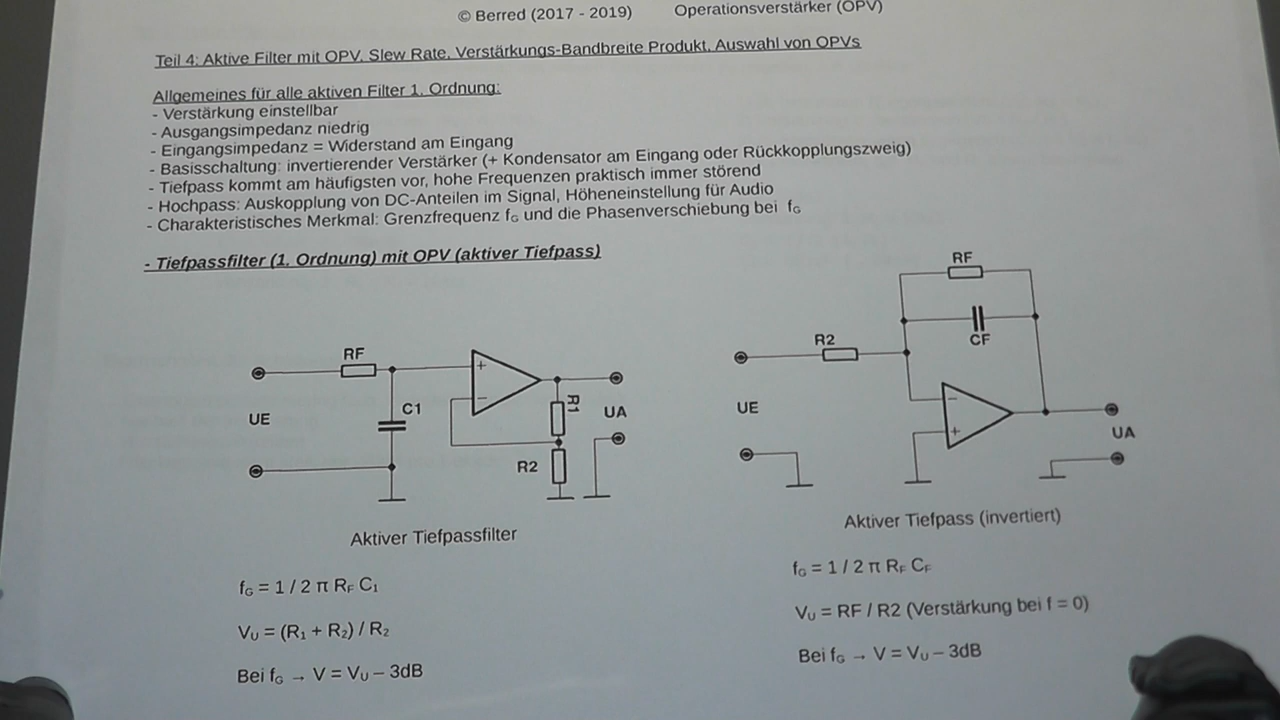 © Berred (2017 - 2019) Operationsverstärker (OPV)
Teil 4: Aktive Filter mit OPV, Slew Rate, Verstärkungs-Bandbreite Produkt, Auswahl von OPVs
Allgemeines für alle aktiven Filter 1. Ordnung:
- Verstärkung einstellbar
- Ausgangsimpedanz niedrig
- Eingangsimpedanz = Widerstand am Eingang
- Basisschaltung: invertierender Verstärker (+ Kondensator am Eingang oder Rückkopplungszweig)
- Tiefpass kommt am häufigsten vor, hohe Frequenzen praktisch immer störend
- Hochpass: Auskopplung von DC-Anteilen im Signal, Höheneinstellung für Audio
- Charakteristisches Merkmal: Grenzfrequenz fG und die Phasenverschiebung bei fG
- Tiefpassfilter (1. Ordnung) mit OPV (aktiver Tiefpass)
RF
C1
UE
+
−
R1
UA
R2
Aktiver Tiefpassfilter
fG = 1 / 2 π RF C1
VU = (R1 + R2) / R2
Bei fG → V = VU – 3dB
RF
CF
R2
UE
−
+
UA
Aktiver Tiefpass (invertiert)
fG = 1 / 2 π RF CF
VU = RF / R2 (Verstärkung bei f = 0)
Bei fG → V = VU – 3dB